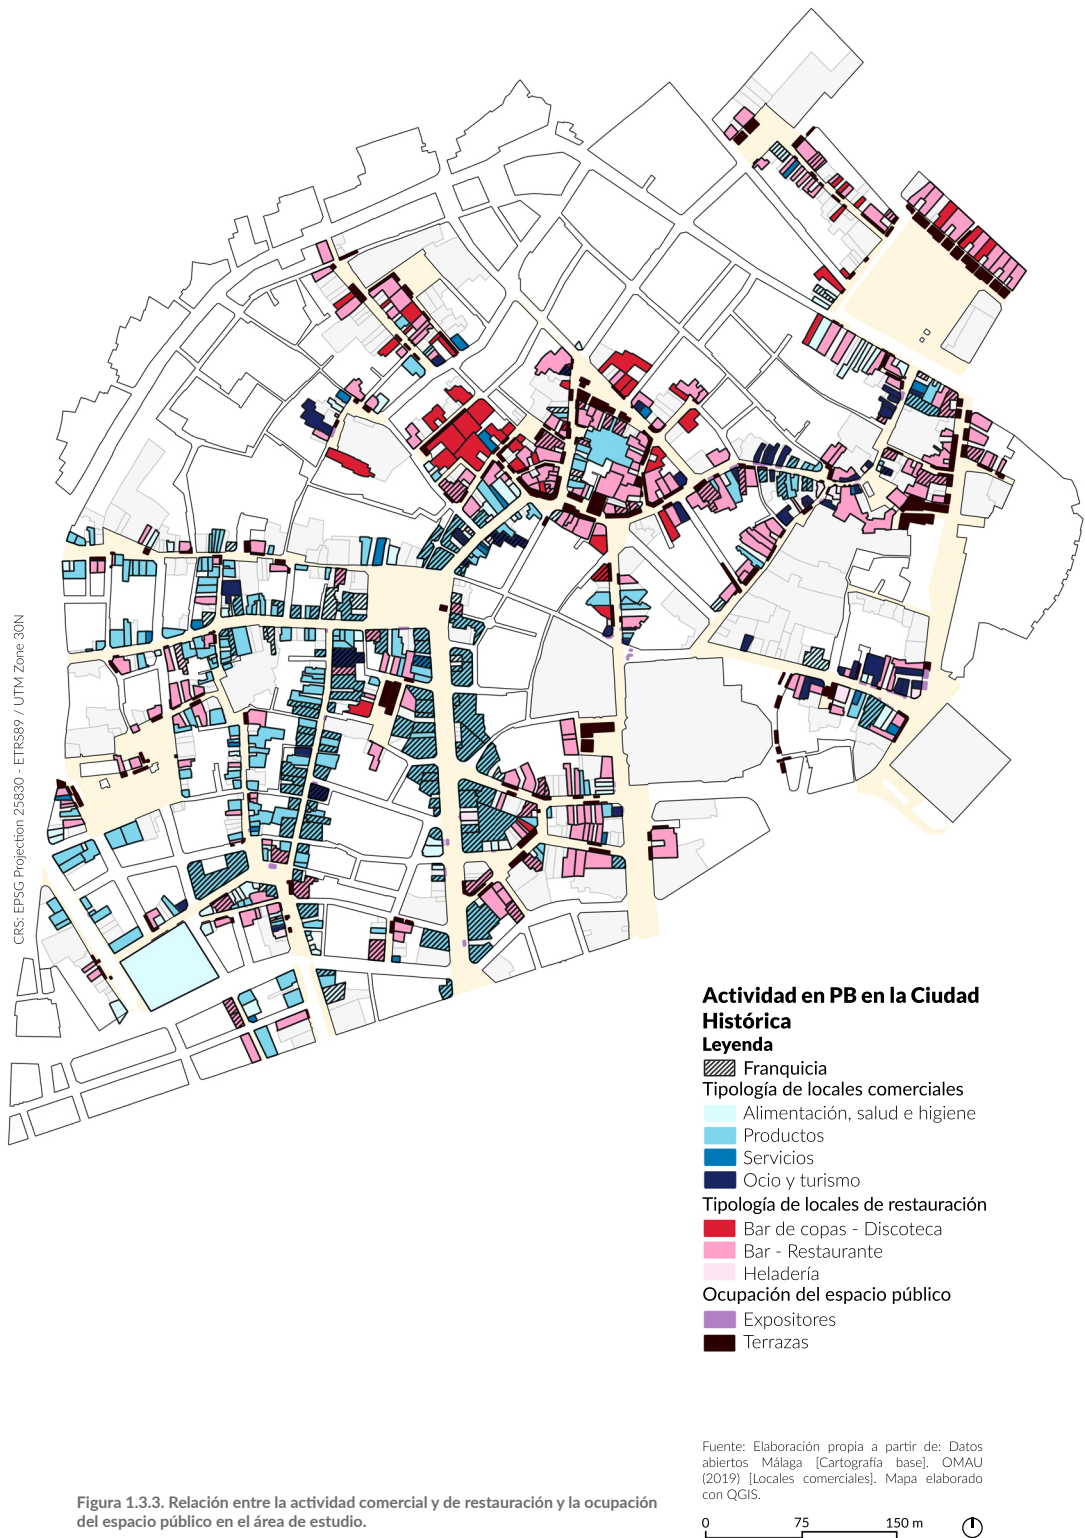 CRS: EPSG Projection 25830 - ETRS89 / UTM Zone 30N
Actividad en PB en la Ciudad
Histórica
Leyenda
Franquicia
Tipología de locales comerciales
Alimentación, salud e higiene
Productos
Servicios
Ocio y turismo
Tipología de locales de restauración
Bar de copas - Discoteca
Bar - Restaurante
Heladería
Ocupación del espacio público
Expositores
Terrazas
Fuente: Elaboración propia a partir de: Datos
abiertos Málaga [Cartografía base]. OMAU
(2019) [Locales comerciales]. Mapa elaborado
con QGIS.
Figura 1.3.3. Relación entre la actividad comercial y de restauración y la ocupación
del espacio público en el área de estudio.
0 75 150 m